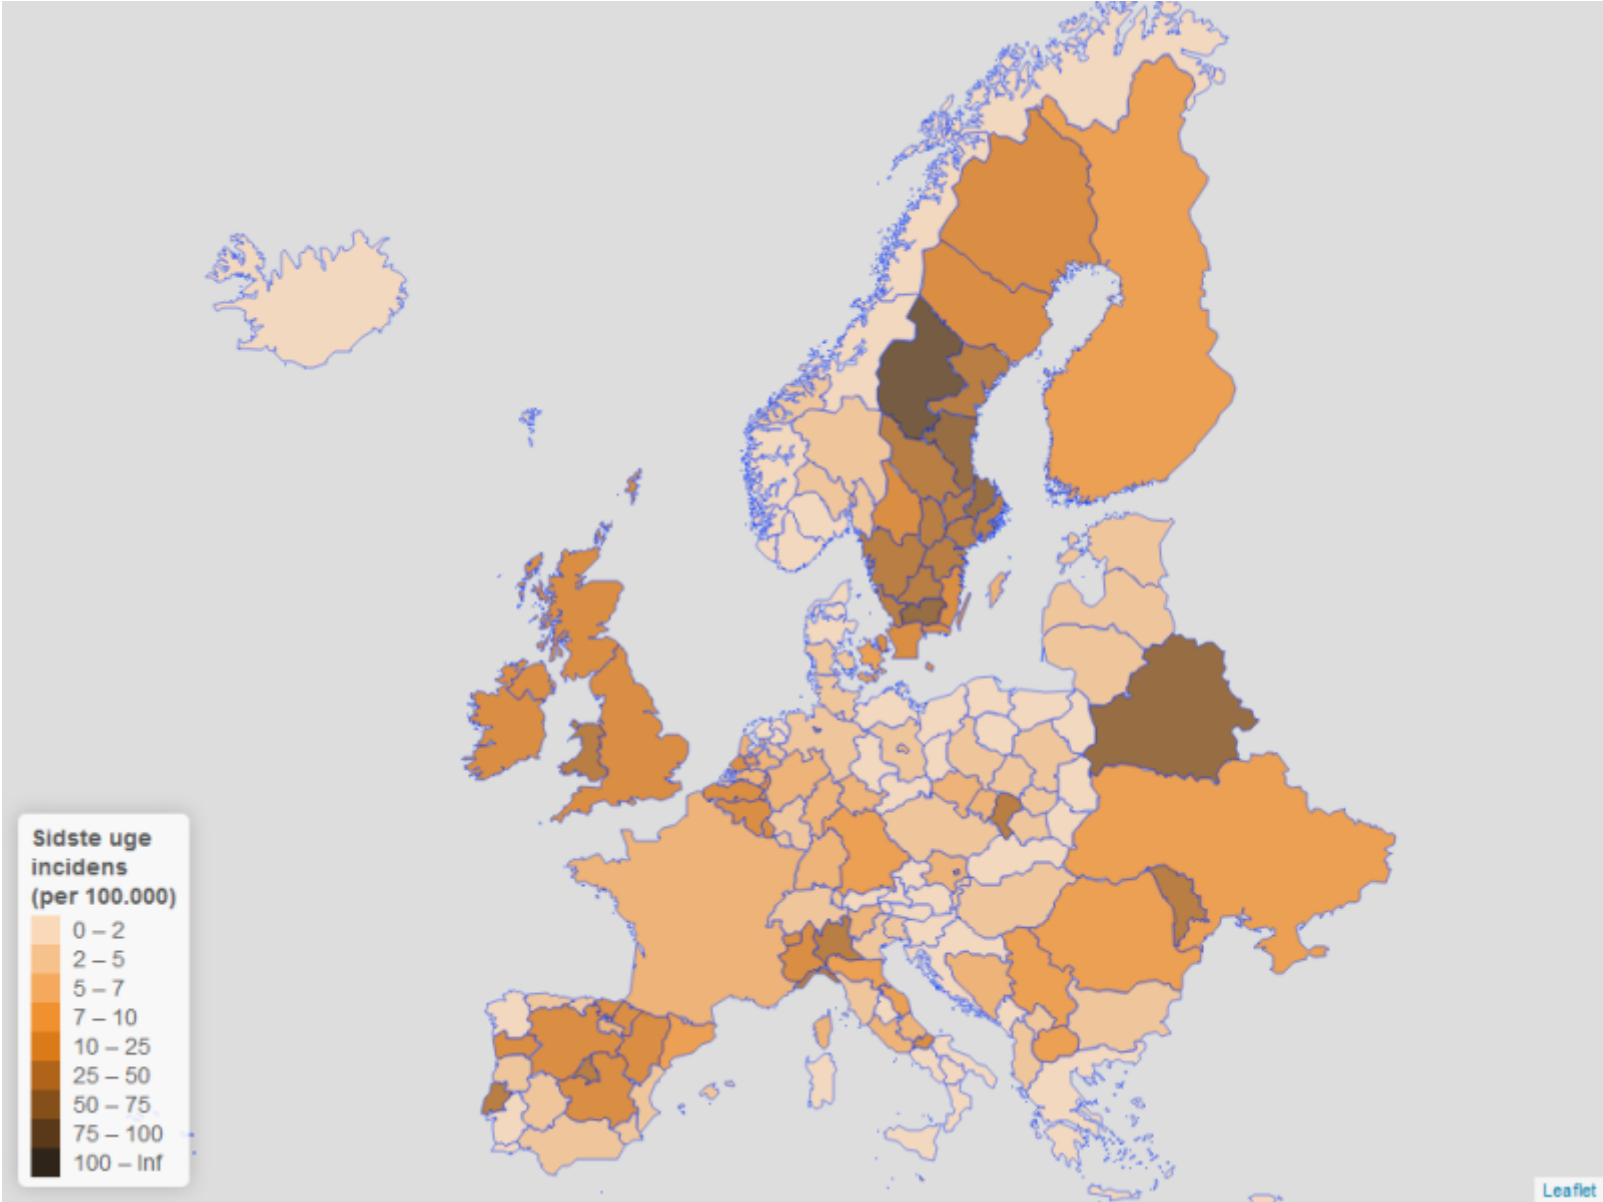 Sidste uge
incidens
(per 100.000)
0 – 2
2 – 5
5 – 7
7 – 10
10 – 25
25 – 50
50 – 75
75 – 100
100 – Inf
Leaflet